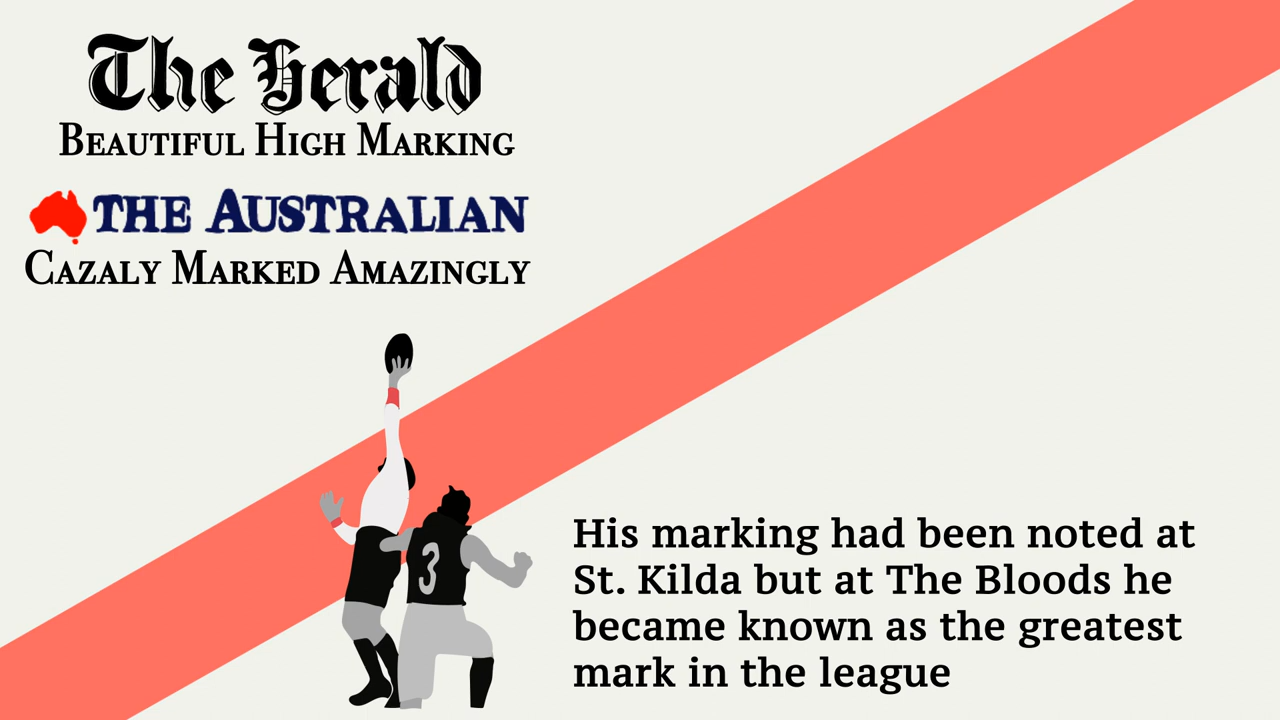 The Herald
Beautiful High Marking
THE AUSTRALIAN
Cazaly Marked Amazingly
3
His marking had been noted at
St. Kilda but at The Bloods he
became known as the greatest
mark in the league